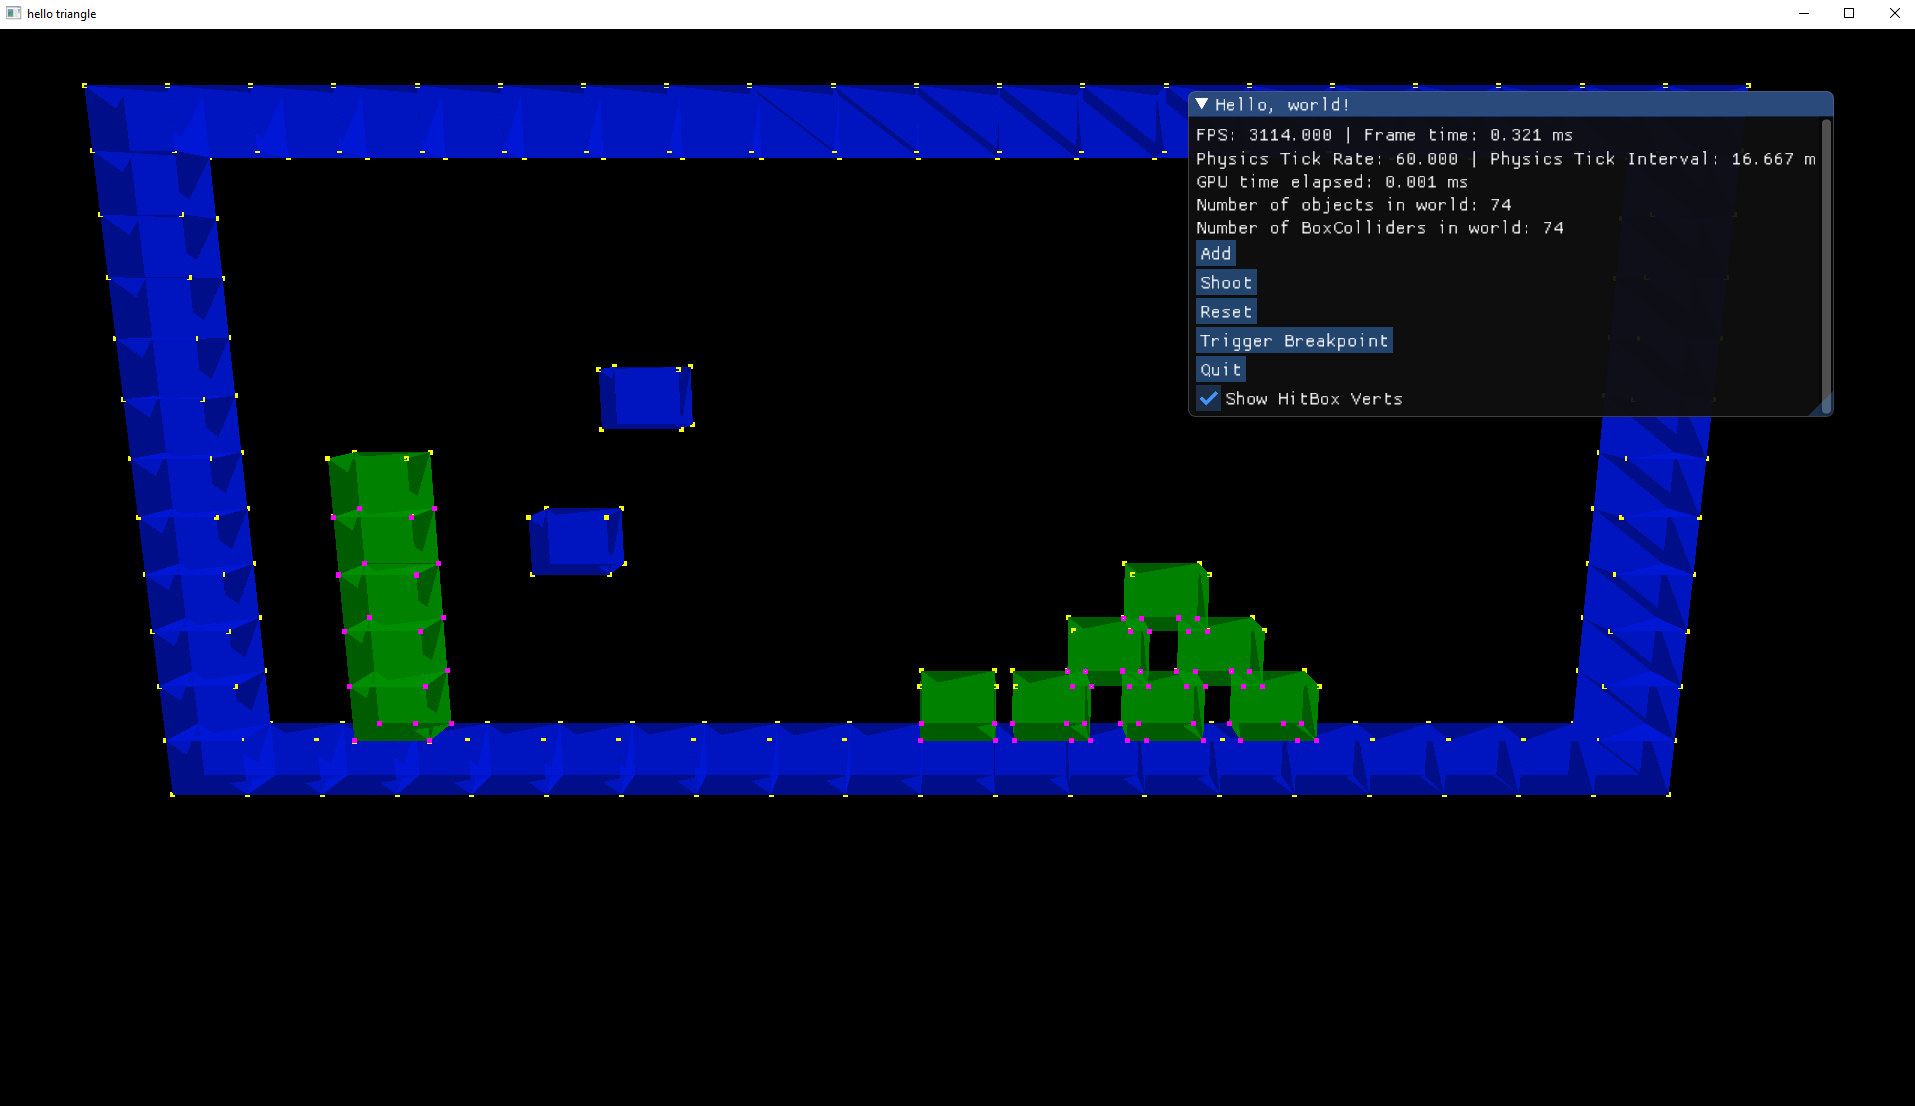 hello triangle
Hello, world!
FPS: 3114.000 | Frame time: 0.321 ms
Physics Tick Rate: 60.000 | Physics Tick Interval: 16.667 m
GPU time elapsed: 0.001 ms
Number of objects in world: 74
Number of BoxColliders in world: 74
Add
Shoot
Reset
Trigger Breakpoint
Quit
Show HitBox Verts